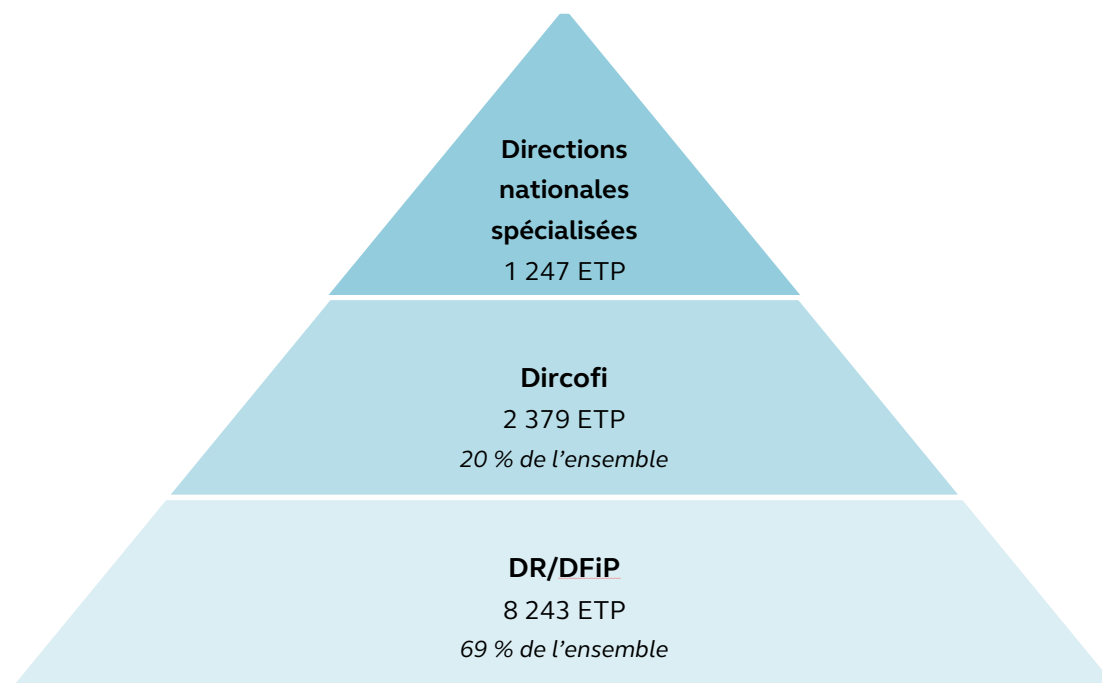 Directions
nationales
spécialisées
1 247 ETP
Dircofi
2 379 ETP
20 % de l’ensemble
DR/DFiP
8 243 ETP
69 % de l’ensemble